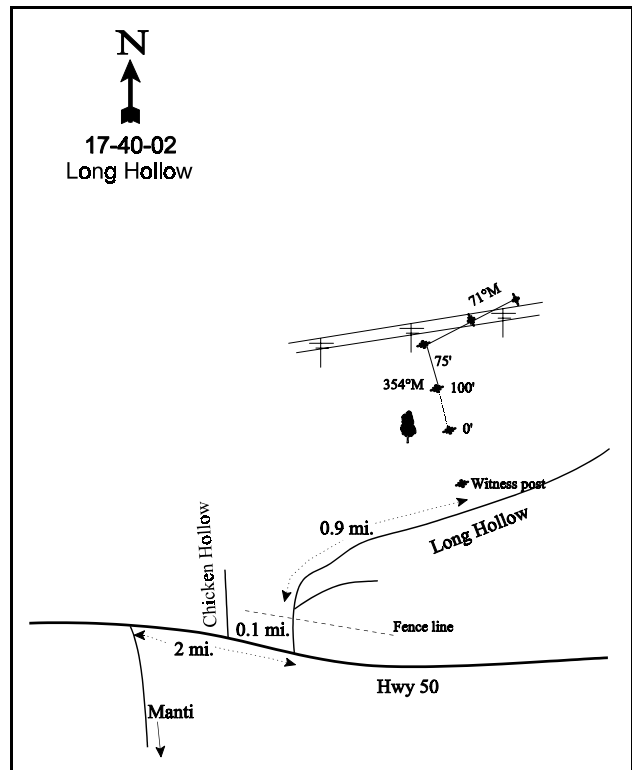 N
17-40-02
Long Hollow
71°M
75'
354°M
100'
0'
Witness post
0.9 mi.
Long Hollow
Chicken Hollow
0.1 mi.
Fence line
2 mi.
Hwy 50
Manti